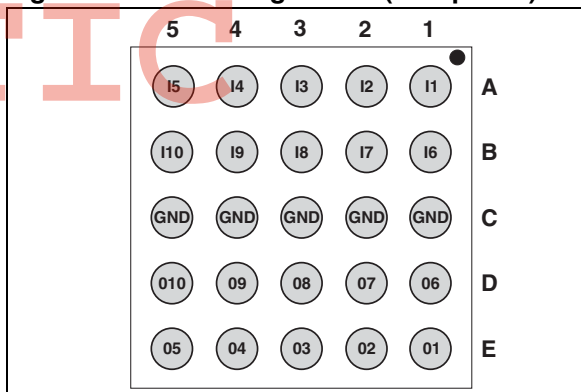 TIC
5 4 3 2 1
I5 I4 I3 I2 I1 A
I10 I9 I8 I7 I6 B
GND GND GND GND GND C
010 09 08 07 06 D
05 04 03 02 01 E